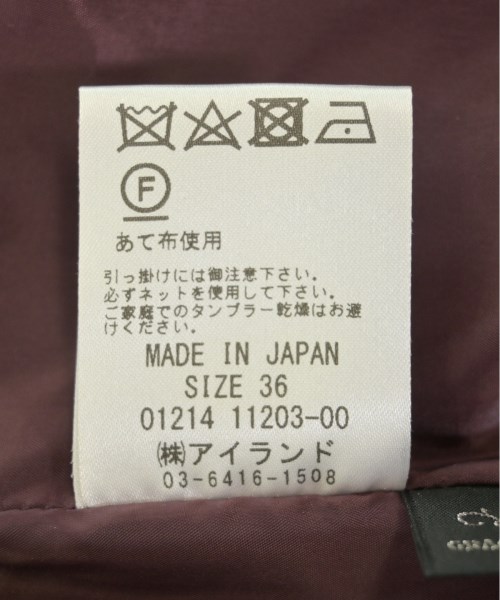 F
あて布使用
引っ掛けには御注意下さい。
必ずネットを使用して下さい。
ご家庭でのタンブラー乾燥はお避
けください。
MADE IN JAPAN
SIZE 36
01214 11203-00
㈱アイランド
03-6416-1508